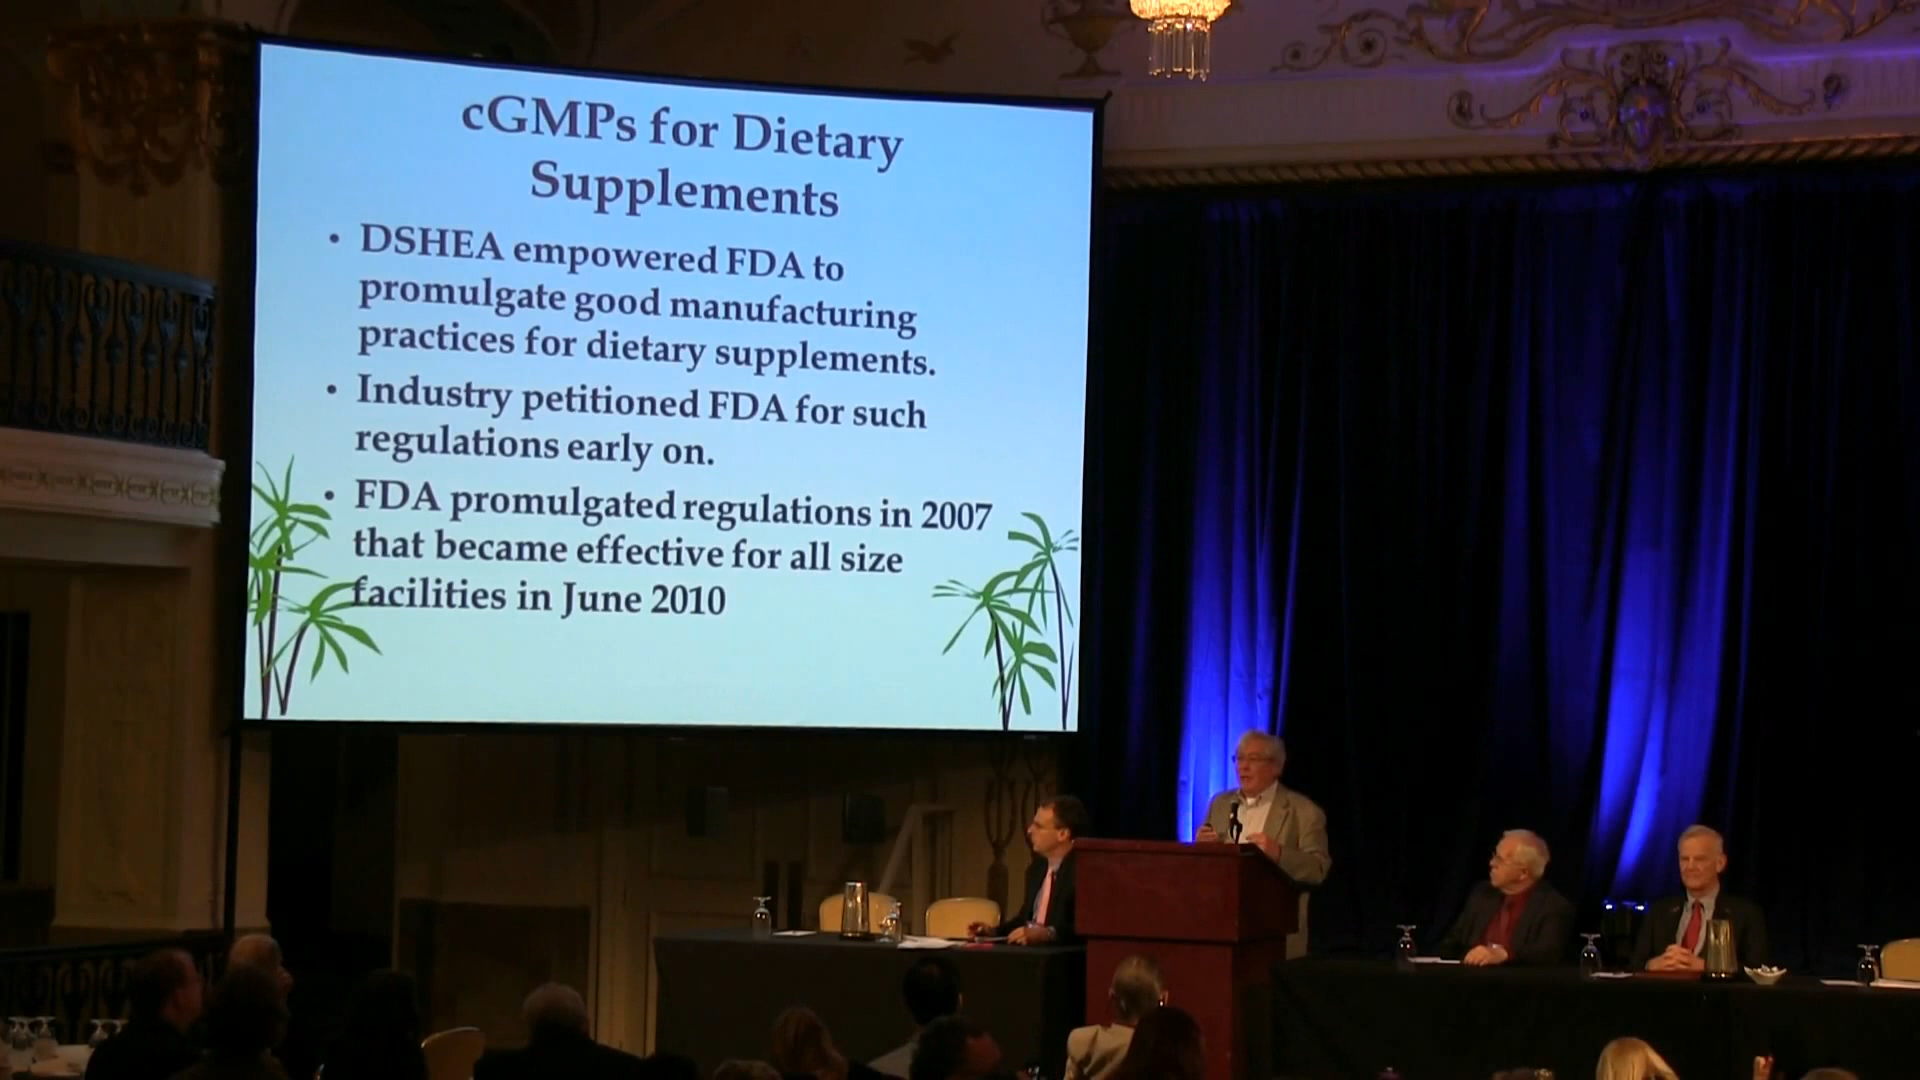 cGMPs for Dietary
Supplements
• DSHEA empowered FDA to
promulgate good manufacturing
practices for dietary supplements.
• Industry petitioned FDA for such
regulations early on.
• FDA promulgated regulations in 2007
that became effective for all size
facilities in June 2010